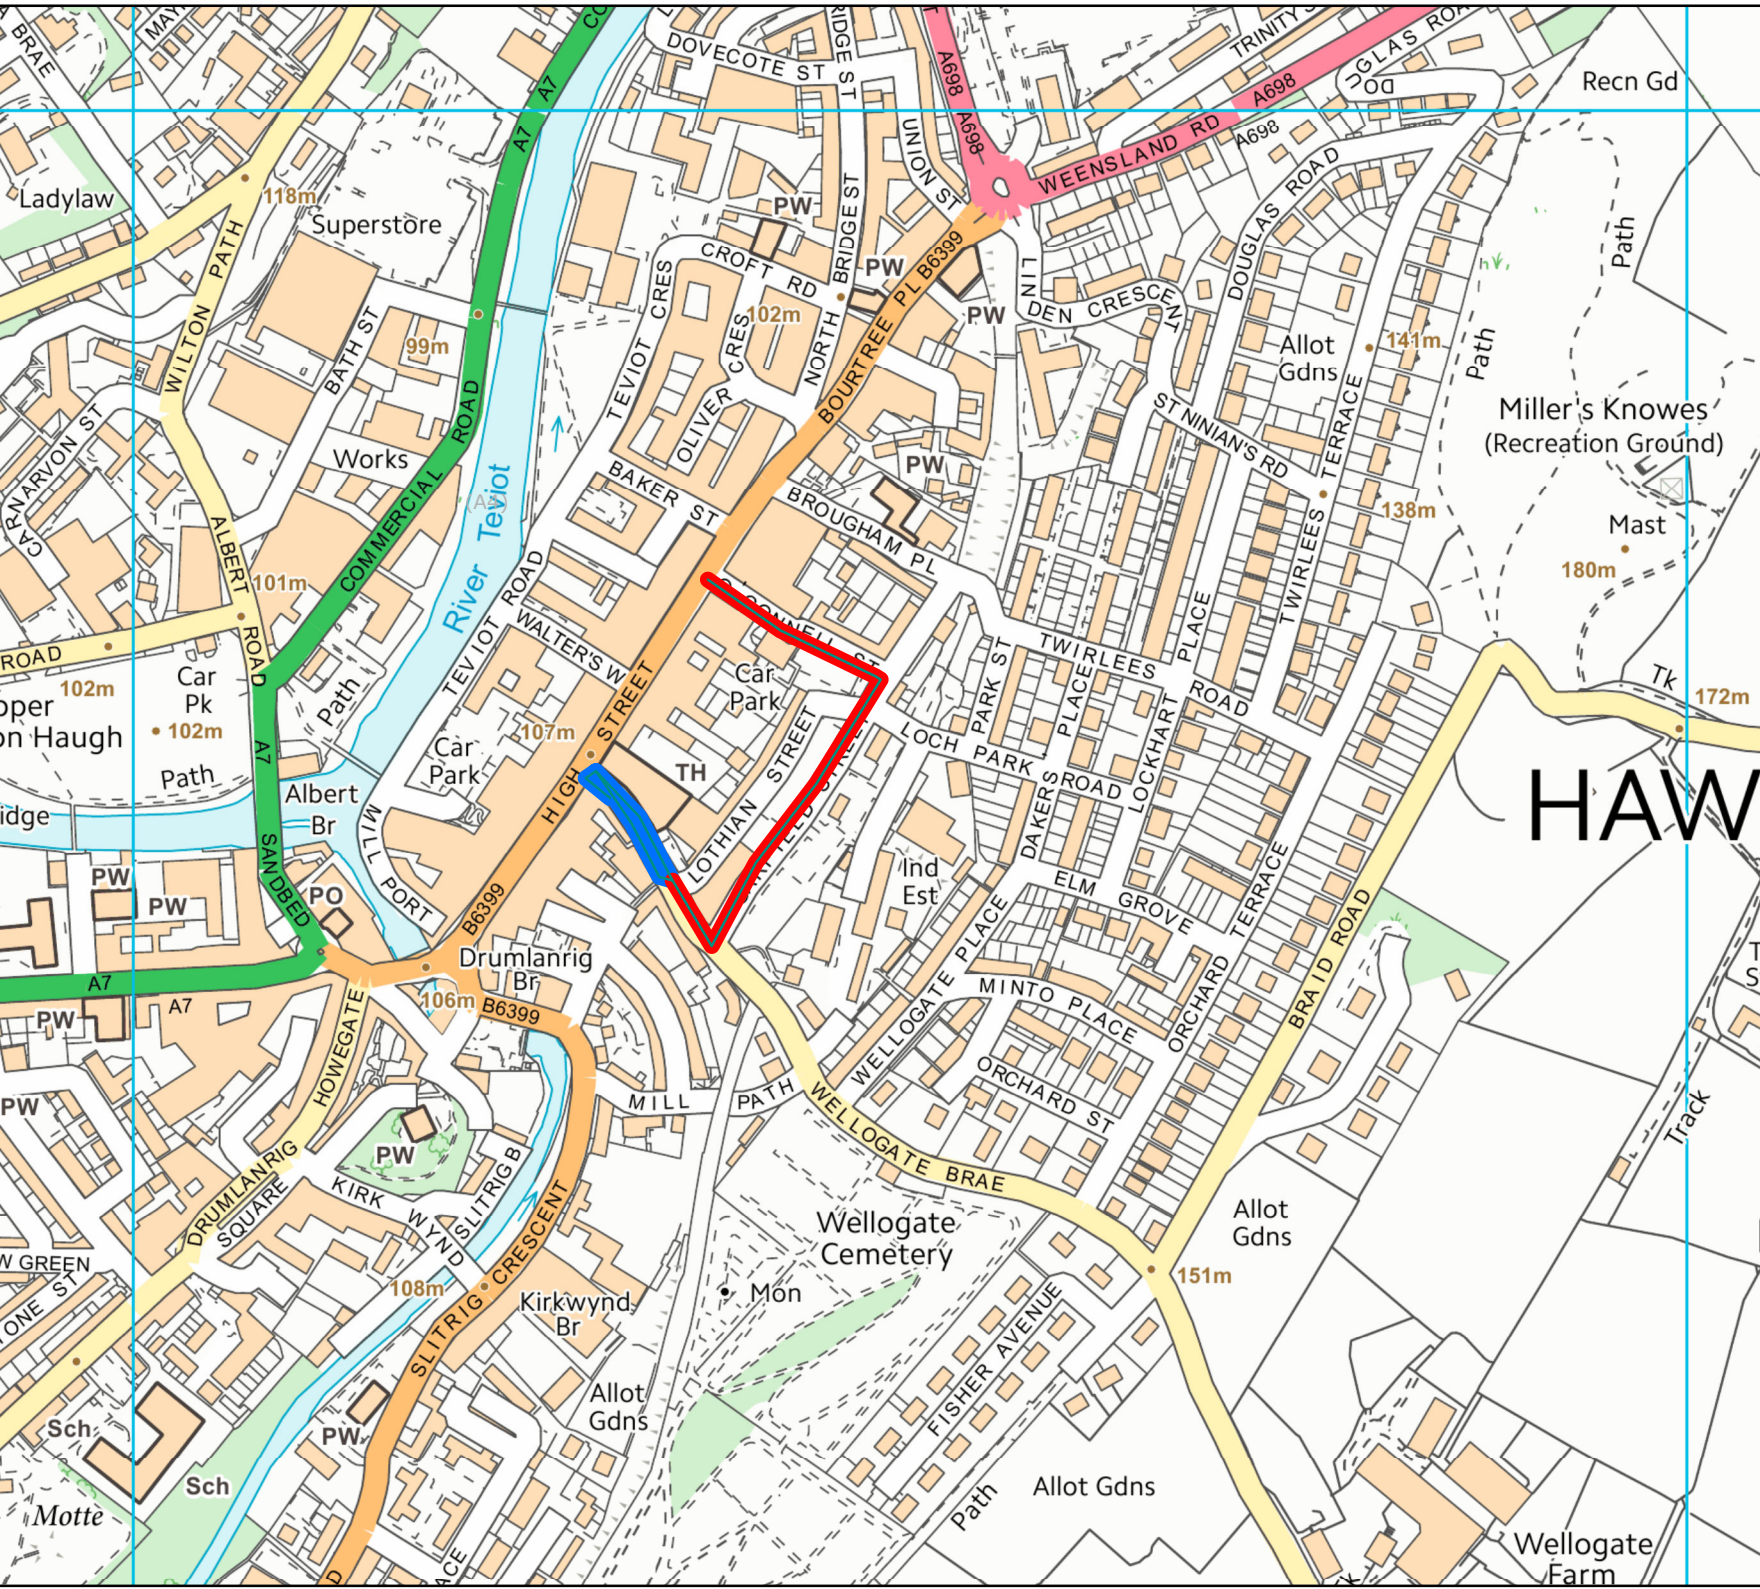 BRAE
DOVECOTE ST
A7
A698
TRINITY
Recn Gd
A698
A7
A698
UNION ST
WEENSLAND RD
A698
DOUGLAS ROAD
Ladylaw
118m
Superstore
PW
CROFT RD
BRIDGE ST
PW
B6399
Path
WILTON PATH
TEVIOT CRES
102m
NORTH
BOURTREE PL
PW
LINDEN CRESCENT
BATH ST
99m
OLIVER CRES
Allot
Gdns
141m
Path
CARNARVON ST
Works
COMMERCIAL ROAD
BAKER ST
PW
ST NINIAN'S RD
TWIRLEES TERRACE
Miller's Knowes
(Recreation Ground)
138m
Mast
180m
River Teviot
BROUGHAM PL
ALBERT ROAD
101m
TEVIOT ROAD
WALTER'S W
TWIRLEES ROAD
ROAD
102m
Car
Pk
102m
Path
Path
A7
107m
HIGH STREET
Car
Park
Car
Park
TH
LOTHIAN STREET
LOCH PARK ROAD
PARK ST
DAKERS PLACE
LOCKHART PLACE
Tk
172m
HAW
Albert
Br
MILL PORT
SANDBED
PW
PW
PO
B6399
Ind
Est
ELM GROVE
ORCHARD TERRACE
BRAID ROAD
A7
A7
PW
Drumlanrig
Br
106m
B6399
WELLOGATE PLACE
MINTO PLACE
ORCHARD ST
HOWEGATE
PW
PW
MILL PATH
WELLOGATE BRAE
Track
DRUMLANRIG SQUARE
KIRK WYND
SLITRIG B
Wellogate
Cemetery
Allot
Gdns
151m
W GREEN
108m
SLITRIG CRESCENT
Kirkwynd
Br
Mon
FISHER AVENUE
Allot
Gdns
Sch
PW
Sch
Motte
Path
Allot Gdns
Wellogate
Farm